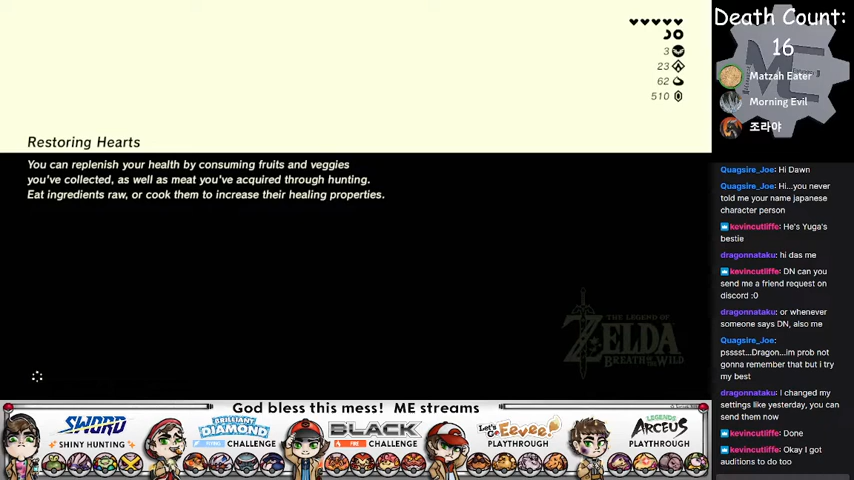 3
23
62
510
Restoring Hearts
You can replenish your health by consuming fruits and veggies
you've collected, as well as meat you've acquired through hunting.
Eat ingredients raw, or cook them to increase their healing properties.
THE LEGEND OF
ZELDA
BREATH OF THE WILD
Death Count:
16
ME
Matzah Eater
Morning Evil
조라야
Quagsire_Joe: Hi Dawn
Quagsire_Joe: Hi...you never
told me your name japanese
character person
kevincutliffe: He's Yuga's
bestie
dragonnataku: hi das me
kevincutliffe: DN can you
send me a friend request on
discord :0
dragonnataku: or whenever
someone says DN, also me
Quagsire_Joe:
psssst...Dragon...im prob not
gonna remember that but i try
my best
dragonnataku: I changed my
settings like yesterday, you can
send them now
kevincutliffe: Done
kevincutliffe: Okay I got
auditions to do too
God bless this mess! ME streams
SWORD
SHINY HUNTING
BRILLIANT
DIAMOND
FLYING CHALLENGE
BLACK
FIRE CHALLENGE
Let's Go Eevee!
PLAYTHROUGH
LEGENDS
ARCEUS
PLAYTHROUGH